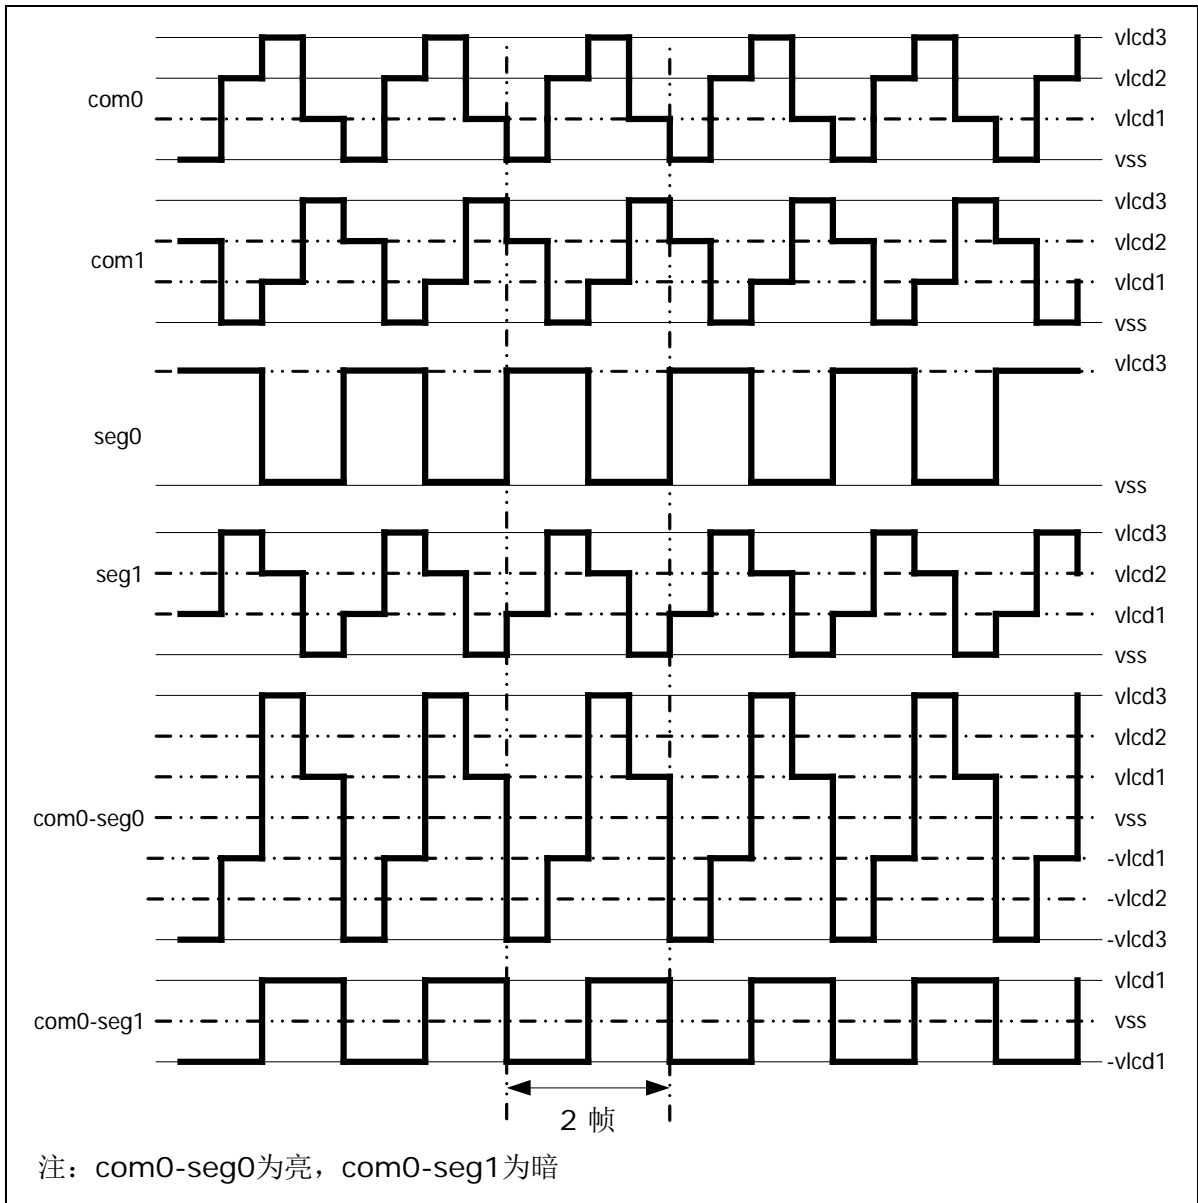 vlcd3
vlcd2
com0
vlcd1
vss
vlcd3
vlcd2
com1
vlcd1
vss
vlcd3
seg0
vss
vlcd3
seg1
vlcd2
vlcd1
vss
vlcd3
vlcd2
vlcd1
com0-seg0
vss
-vlcd1
-vlcd2
-vlcd3
vlcd1
com0-seg1
vss
-vlcd1
2 帧
注：com0-seg0为亮，com0-seg1为暗